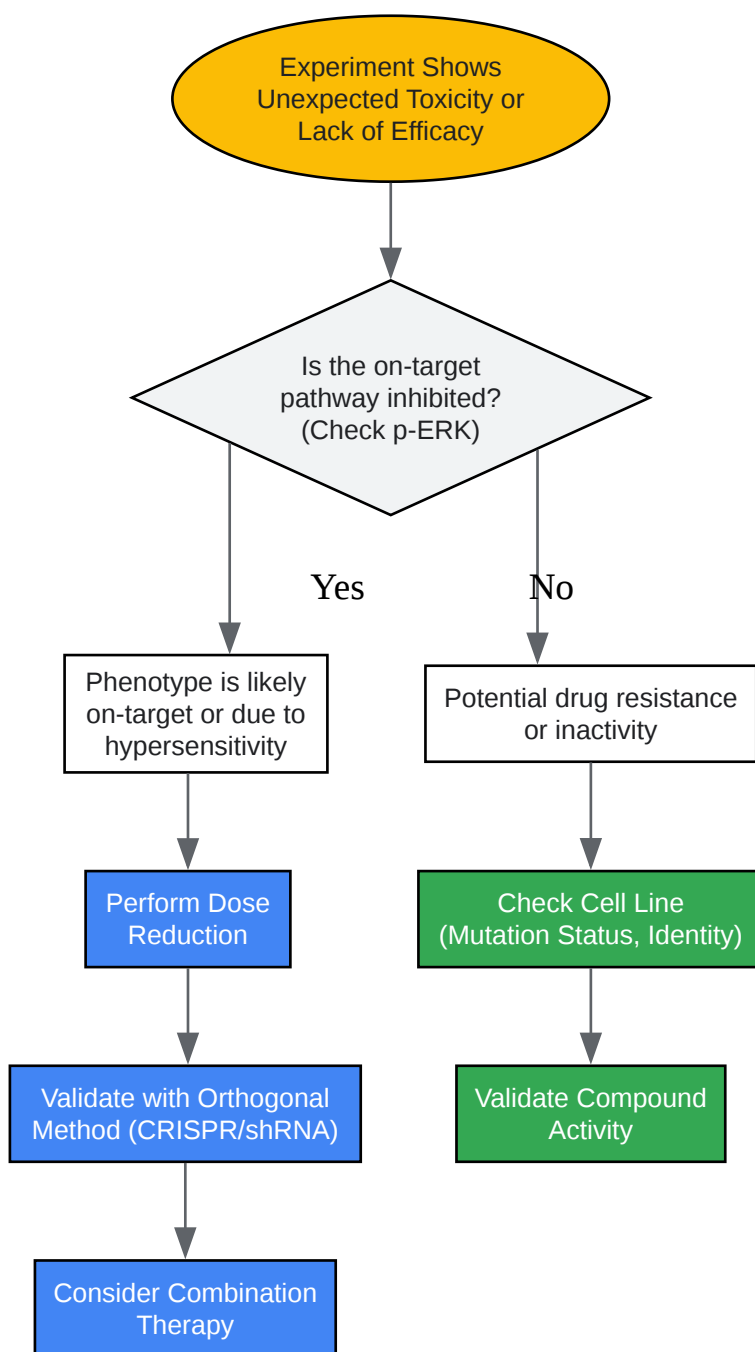 Experiment Shows
Unexpected Toxicity or
Lack of Efficacy
Is the on-target
pathway inhibited?
(Check p-ERK)
Yes
No
Phenotype is likely
on-target or due to
hypersensitivity
Potential drug resistance
or inactivity
Perform Dose
Reduction
Check Cell Line
(Mutation Status, Identity)
Validate with Orthogonal
Method (CRISPR/shRNA)
Validate Compound
Activity
Consider Combination
Therapy